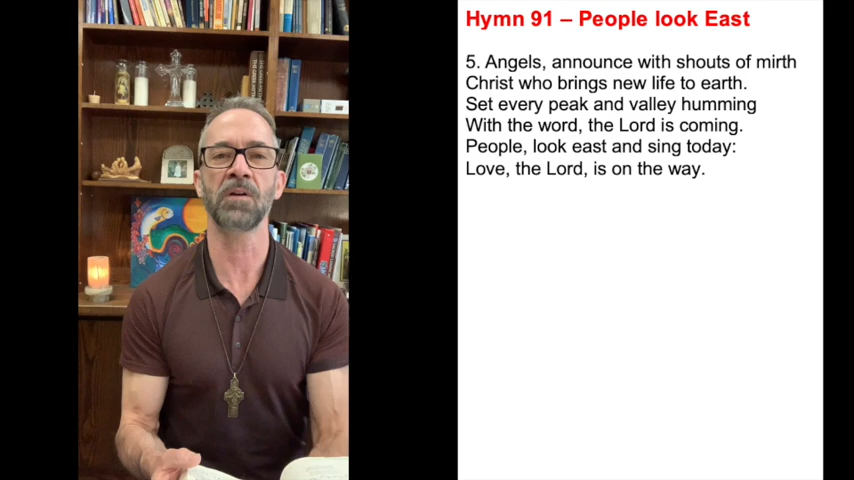 Hymn 91 – People look East
5. Angels, announce with shouts of mirth
Christ who brings new life to earth.
Set every peak and valley humming
With the word, the Lord is coming.
People, look east and sing today:
Love, the Lord, is on the way.